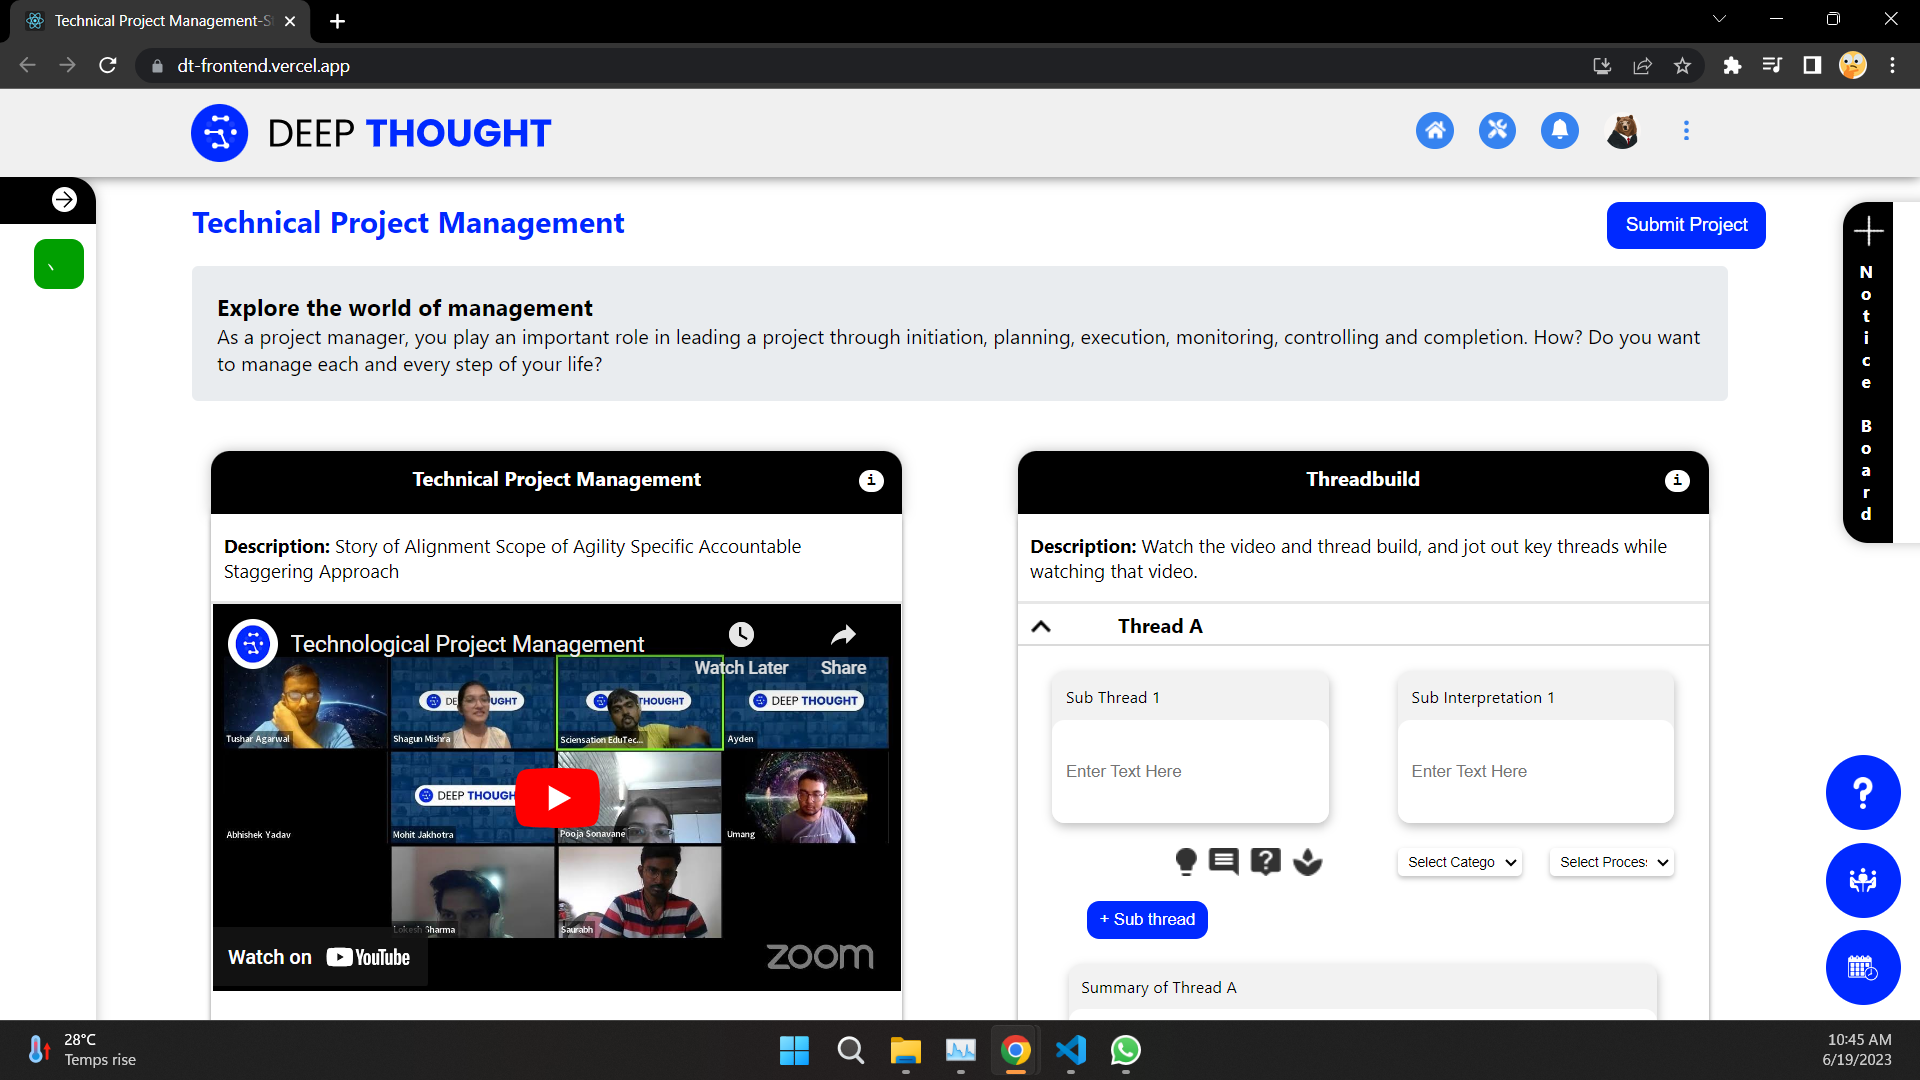 Technical Project Management-S
dt-frontend.vercel.app
DEEP THOUGHT
Technical Project Management
Submit Project
Explore the world of management
As a project manager, you play an important role in leading a project through initiation, planning, execution, monitoring, controlling and completion. How? Do you want
to manage each and every step of your life?
Notice Board
Technical Project Management
i
Description: Story of Alignment Scope of Agility Specific Accountable
Staggering Approach
Technological Project Management
Watch Later
Share
DEEP THOUGHT
Tushar Agarwal
Shagun Mishra
Sciensation EduTec...
Ayden
Abhishek Yadav
Mohit Jakhotra
Pooja Sonavane
Umang
Lokesh Sharma
Saurabh
Watch on YouTube
zoom
Threadbuild
i
Description: Watch the video and thread build, and jot out key threads while
watching that video.
Thread A
Sub Thread 1
Enter Text Here
Sub Interpretation 1
Enter Text Here
Select Catego
Select Proces
+ Sub thread
Summary of Thread A
28°C
Temps rise
10:45 AM
6/19/2023